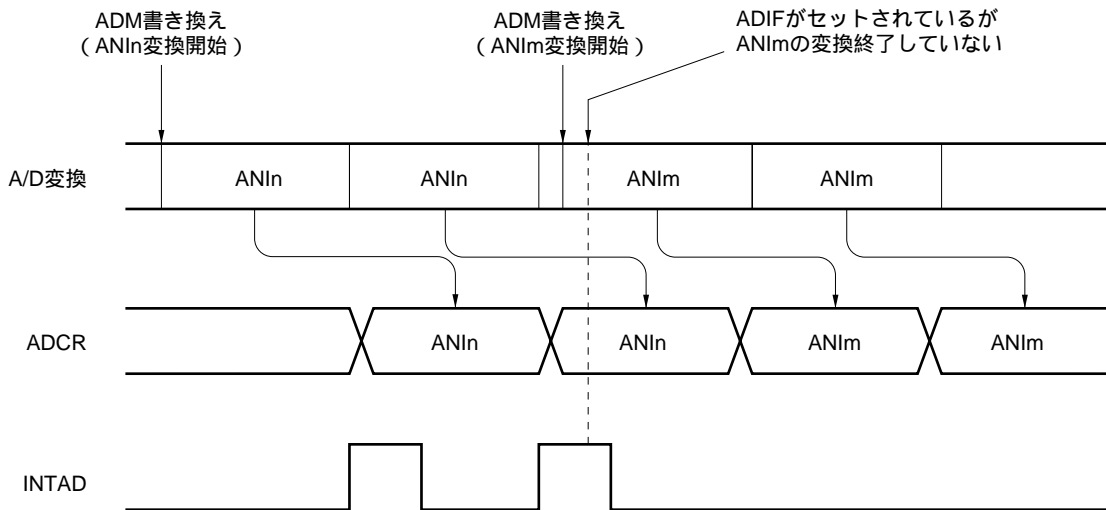 ADM書き換え
（ANIn変換開始）
ADM書き換え
（ANIm変換開始）
ADIFがセットされているが
ANImの変換終了していない
A/D変換
ANIn
ANIn
ANIm
ANIm
ADCR
ANIn
ANIn
ANIm
ANIm
INTAD